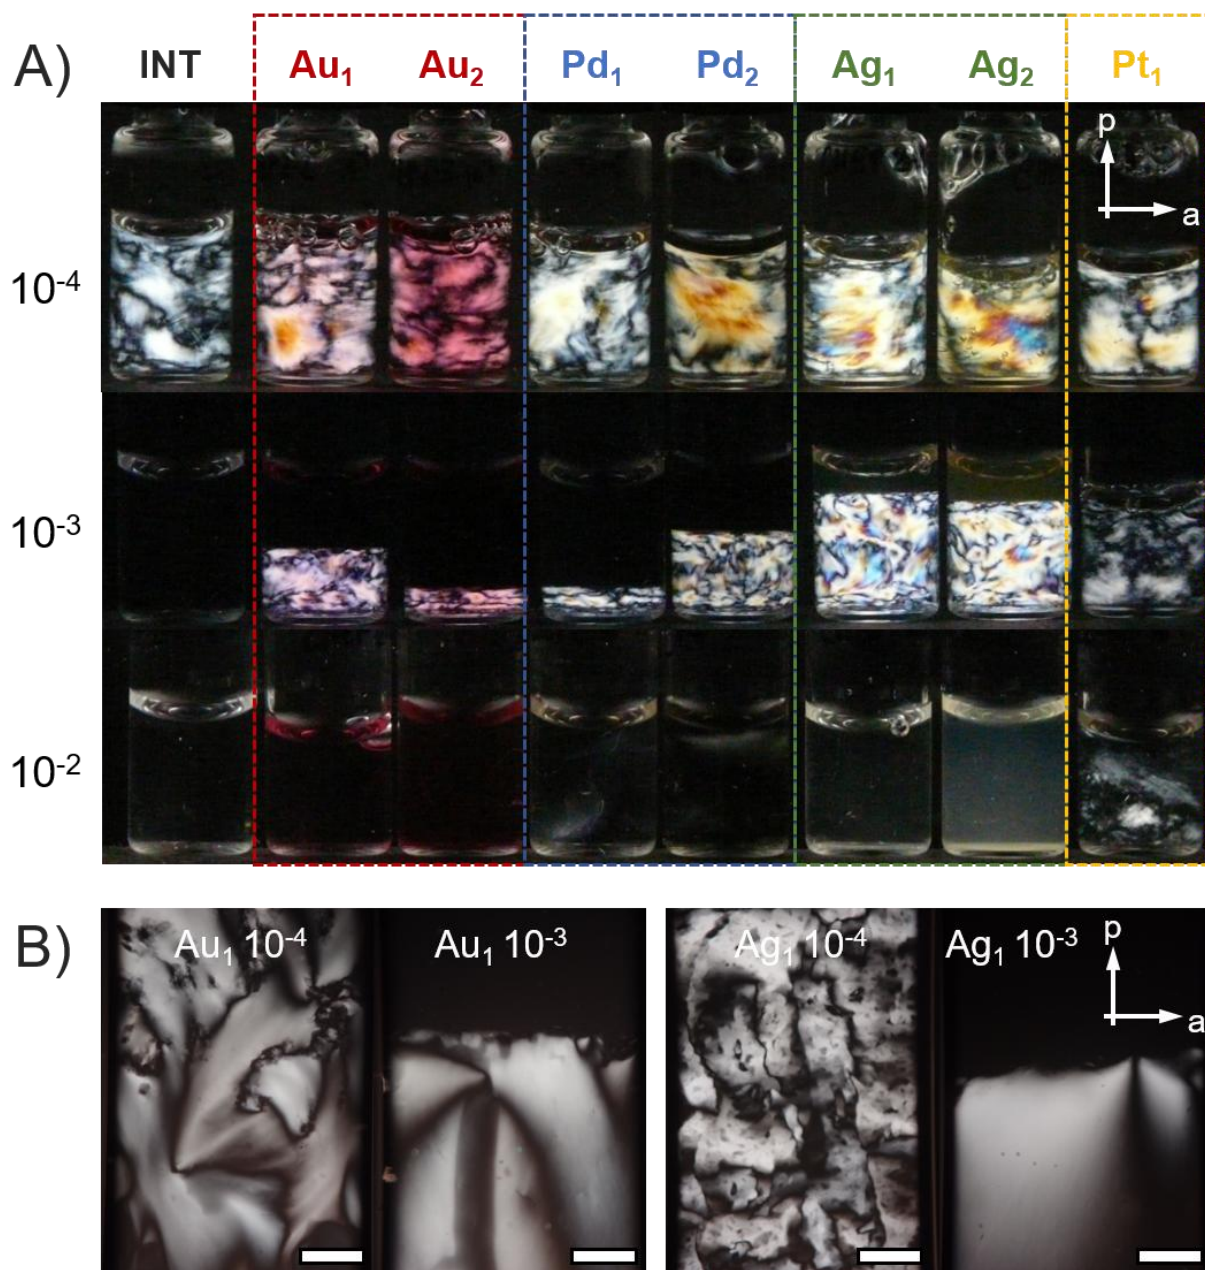 A) INT Au₁ Au₂ Pd₁ Pd₂ Ag₁ Ag₂ Pt₁
p
a
10⁻⁴
10⁻³
10⁻²
B) Au₁ 10⁻⁴ Au₁ 10⁻³ Ag₁ 10⁻⁴ Ag₁ 10⁻³ p
a